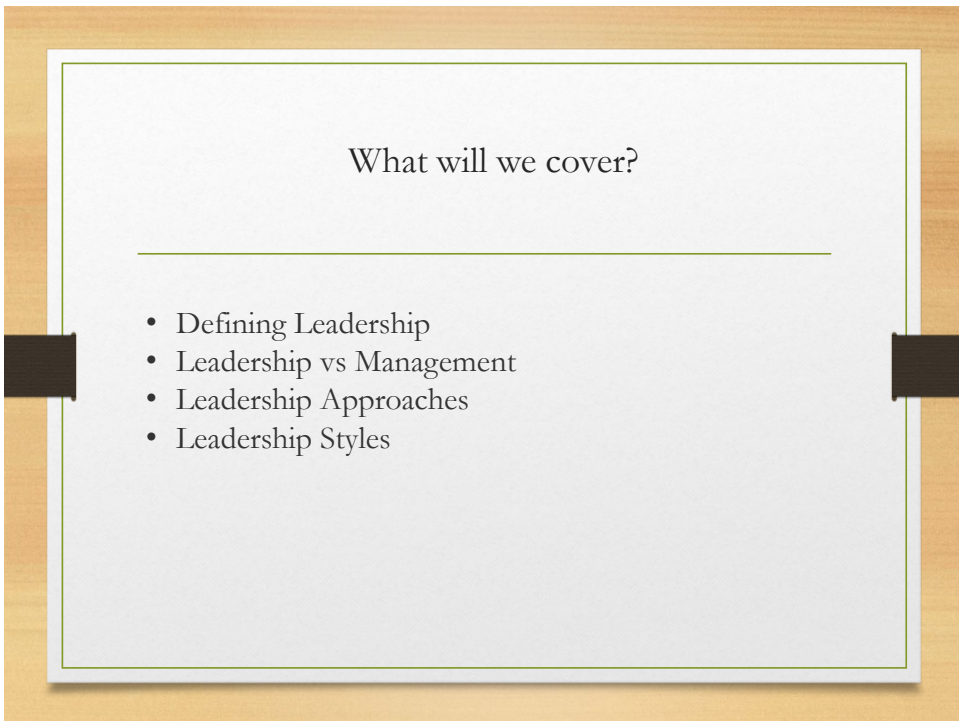 What will we cover?
• Defining Leadership
• Leadership vs Management
• Leadership Approaches
• Leadership Styles